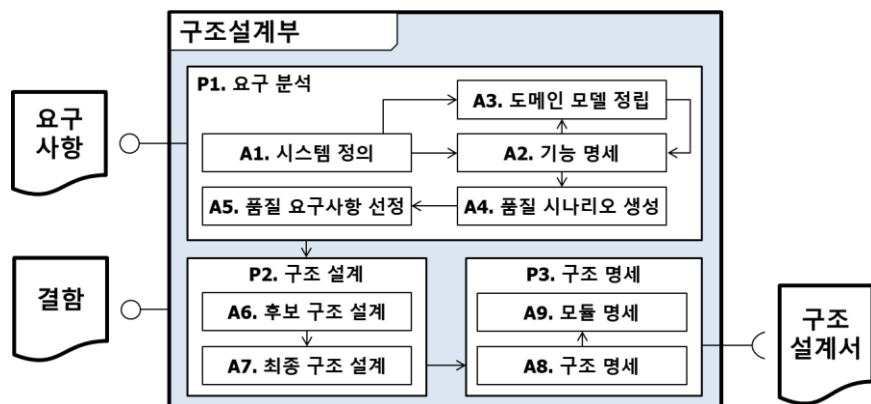 구조설계부
P1. 요구 분석
요구
사항
A3. 도메인 모델 정립
A1. 시스템 정의
A2. 기능 명세
A5. 품질 요구사항 선정
A4. 품질 시나리오 생성
결함
P2. 구조 설계
A6. 후보 구조 설계
A7. 최종 구조 설계
P3. 구조 명세
A9. 모듈 명세
A8. 구조 명세
구조
설계서